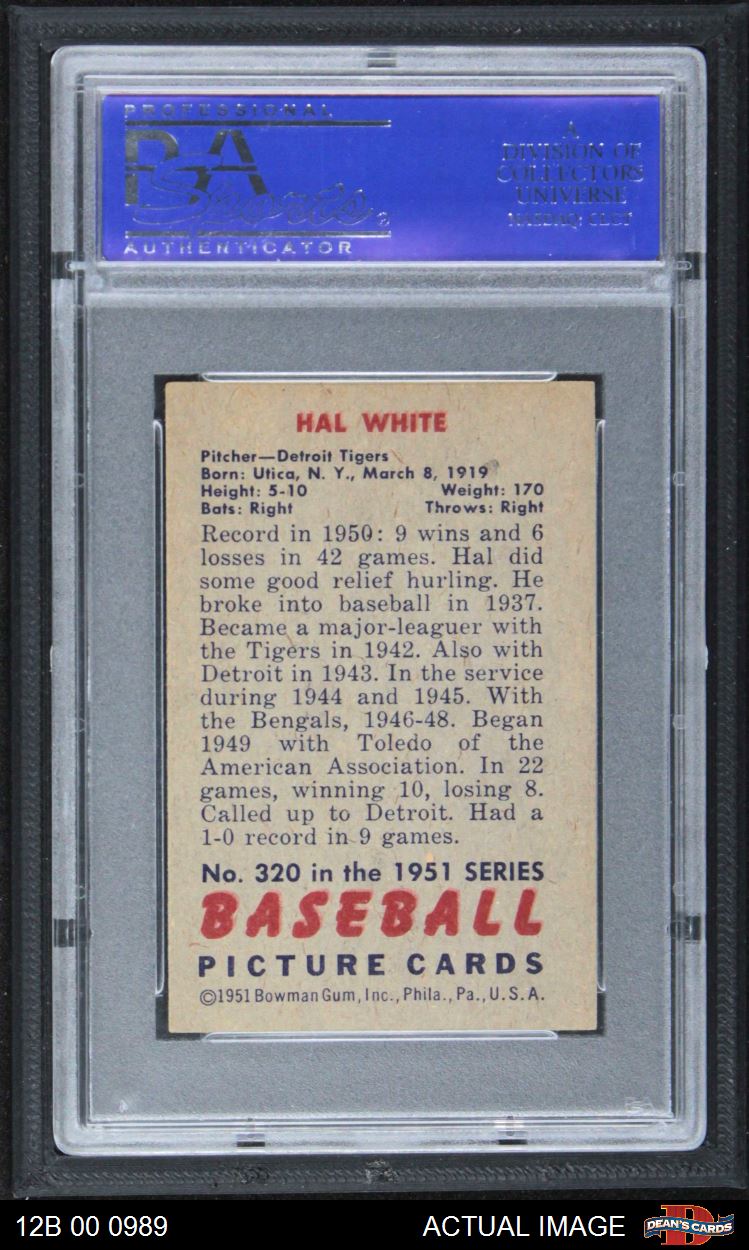 PROFESSIONAL
PSA
Sports
AUTHENTICATOR
A
DIVISION OF
COLLECTORS
UNIVERSE
NASDAQ: CLCT
HAL WHITE
Pitcher—Detroit Tigers
Born: Utica, N. Y., March 8, 1919
Height: 5-10 Weight: 170
Bats: Right Throws: Right
Record in 1950: 9 wins and 6
losses in 42 games. Hal did
some good relief hurling. He
broke into baseball in 1937.
Became a major-leaguer with
the Tigers in 1942. Also with
Detroit in 1943. In the service
during 1944 and 1945. With
the Bengals, 1946-48. Began
1949 with Toledo of the
American Association. In 22
games, winning 10, losing 8.
Called up to Detroit. Had a
1-0 record in 9 games.
No. 320 in the 1951 SERIES
BASEBALL
PICTURE CARDS
©1951 Bowman Gum, Inc., Phila., Pa., U.S.A.
12B 00 0989 ACTUAL IMAGE DEAN'S CARDS